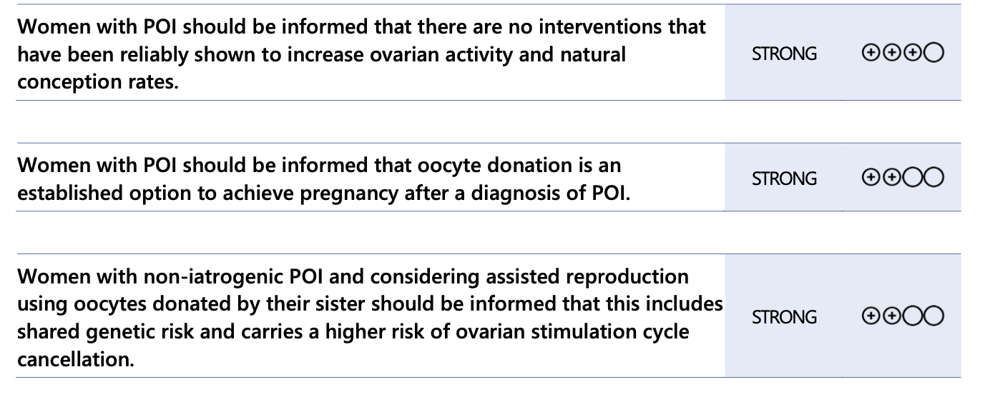 Women with POI should be informed that there are no interventions that
have been reliably shown to increase ovarian activity and natural
conception rates.
STRONG ⊕⊕⊕◯
Women with POI should be informed that oocyte donation is an
established option to achieve pregnancy after a diagnosis of POI.
STRONG ⊕⊕◯◯
Women with non-iatrogenic POI and considering assisted reproduction
using oocytes donated by their sister should be informed that this includes
shared genetic risk and carries a higher risk of ovarian stimulation cycle
cancellation.
STRONG ⊕⊕◯◯